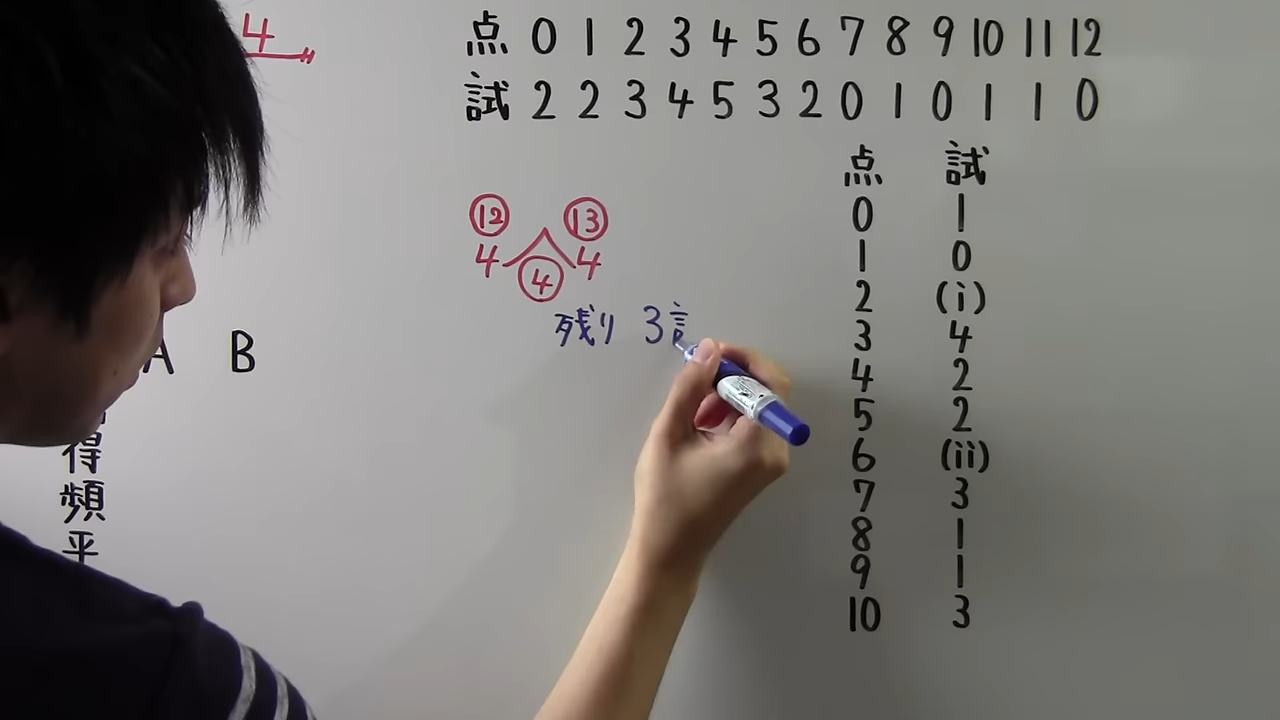 4
点 0 1 2 3 4 5 6 7 8 9 10 11 12
試 2 2 3 4 5 3 2 0 1 0 1 1 0
12 13
4 4 4
残り 3
A B
得
頻
平
点 試
0 1
1 0
2 (i)
3 4
4 2
5 2
6 (ii)
7 3
8 1
9 1
10 3